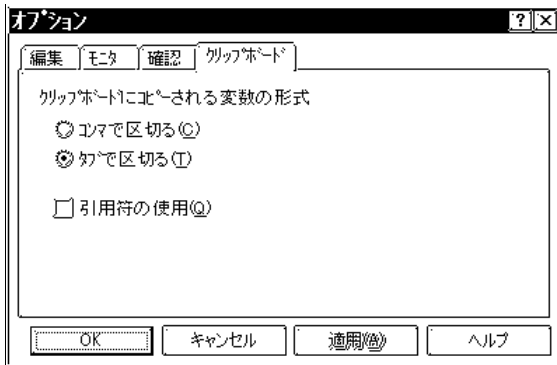 オプション
編集 モニタ 確認 クリップボード
クリップボードにコピーされる変数の形式
コンマで区切る(C)
タブで区切る(T)
引用符の使用(Q)
OK キャンセル 適用(A) ヘルプ